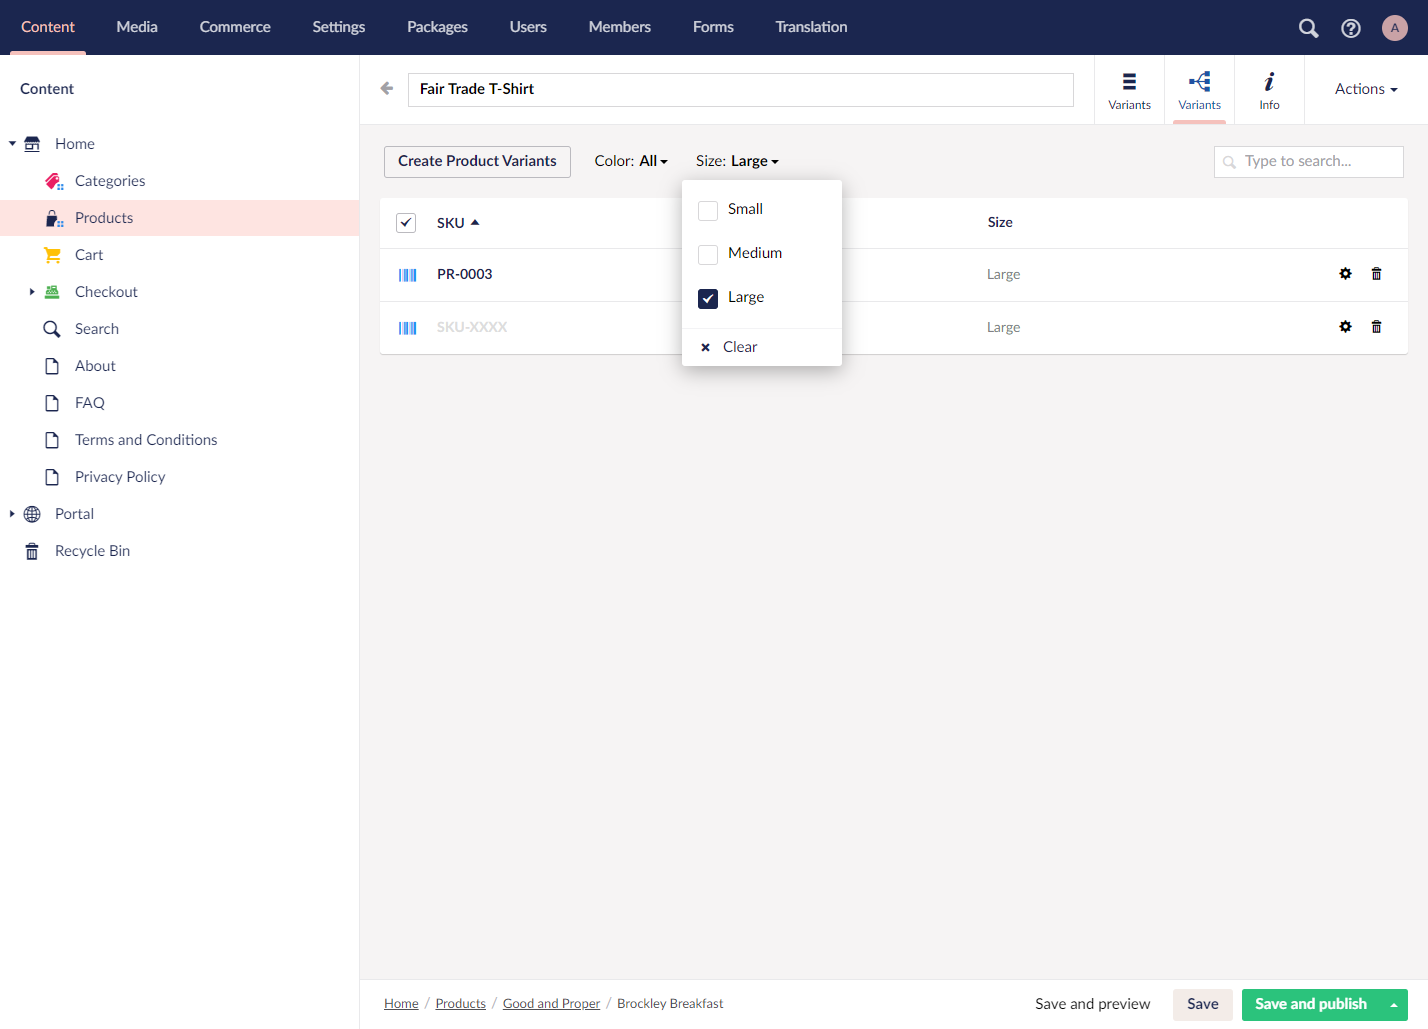 Content Media Commerce Settings Packages Users Members Forms Translation A
Content
Home
Categories
Products
Cart
Checkout
Search
About
FAQ
Terms and Conditions
Privacy Policy
Portal
Recycle Bin
Fair Trade T-Shirt
Variants
Variants
Info
Actions
Create Product Variants
Color: All
Size: Large
Type to search...
Small
Medium
Large
Clear
SKU Size
PR-0003 Large
SKU-XXXX Large
Home / Products / Good and Proper / Brockley Breakfast
Save and preview
Save
Save and publish